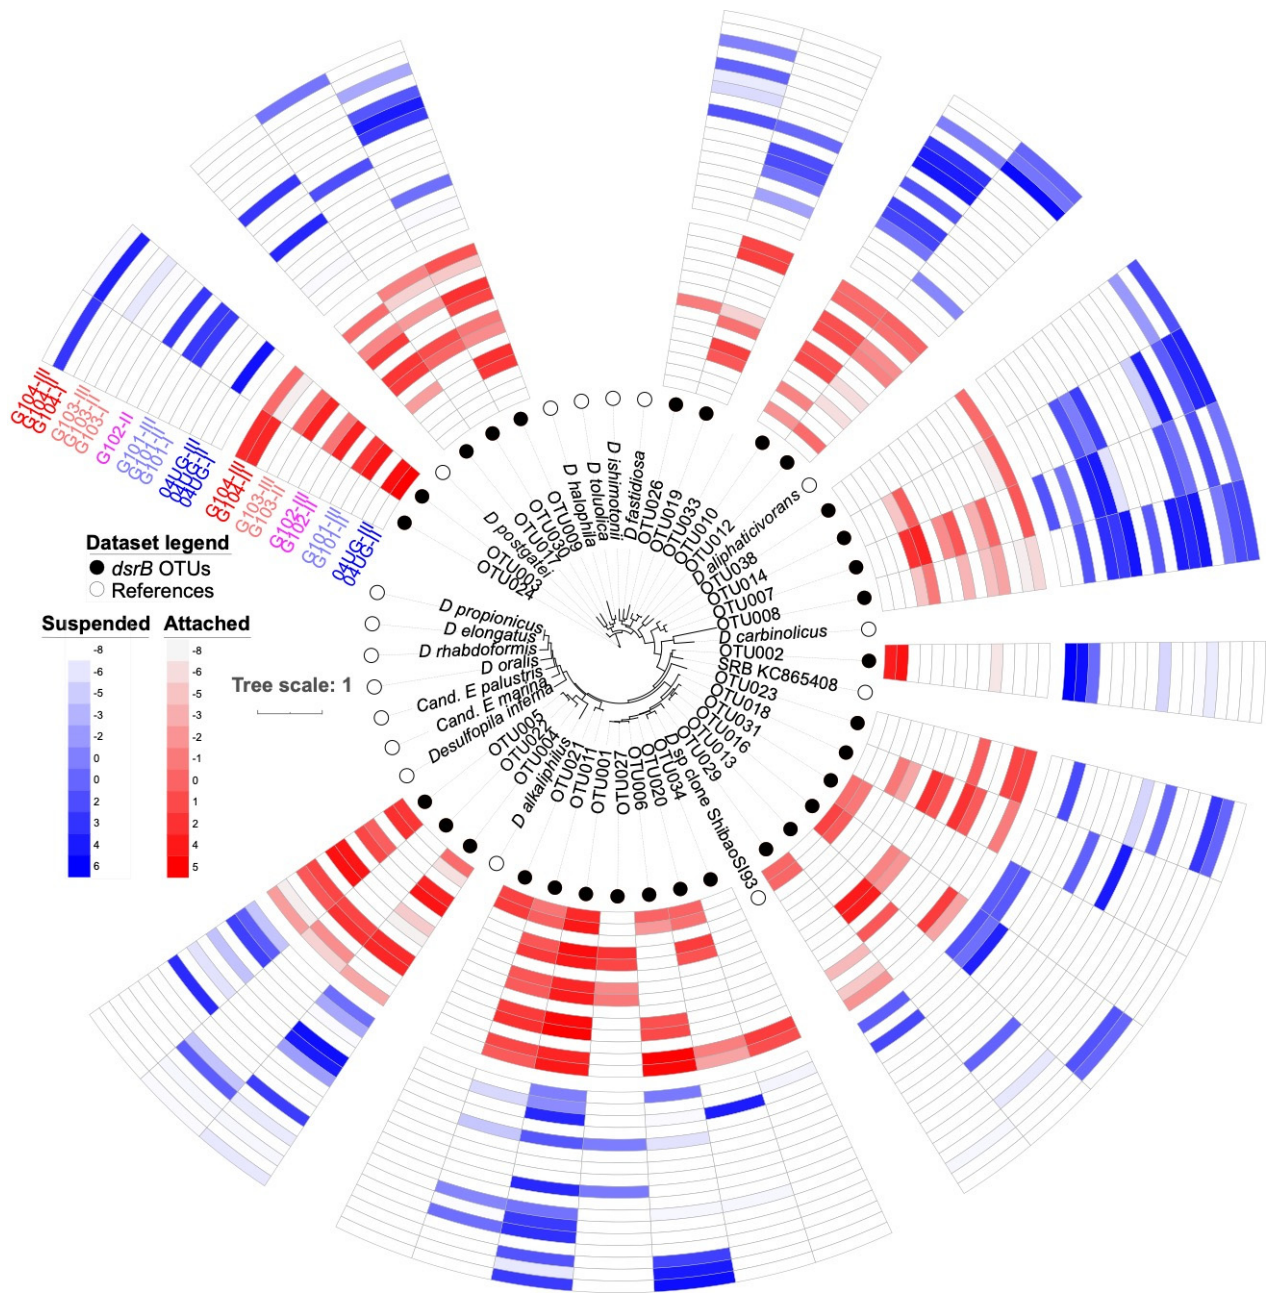 G104-III
G104-II
G104-I
G103-III
G103-II
G103-I
G102-II
G101-III
G101-II
G101-I
04UG-III
04UG-II
04UG-I
G104-III
G104-II
G103-III
G103-II
G102-III
G102-II
G101-III
G101-II
04UG-III
04UG-II
Dataset legend
dsrB OTUs
References
Suspended
Attached
-8
-6
-5
-3
-2
0
0
2
3
4
6
-8
-6
-5
-3
-2
-1
0
1
2
4
5
Tree scale: 1
OTU024
OTU003
D postgatei
OTU017
OTU030
OTU009
D halophila
D toluolica
D ishimotonii
D fastidiosa
OTU026
OTU019
OTU033
OTU010
OTU012
D aliphaticivorans
OTU038
OTU014
OTU007
OTU008
D carbinolicus
OTU002
SRB KC865408
OTU023
OTU018
OTU031
OTU016
OTU013
OTU029
D sp clone ShibaoSI93
OTU034
OTU020
OTU006
OTU027
OTU001
OTU011
OTU021
D alkaliphilus
OTU004
OTU022
OTU005
Desulfopila inferna
Cand. E marina
Cand. E palustris
D oralis
D rhabdoformis
D elongatus
D propionicus